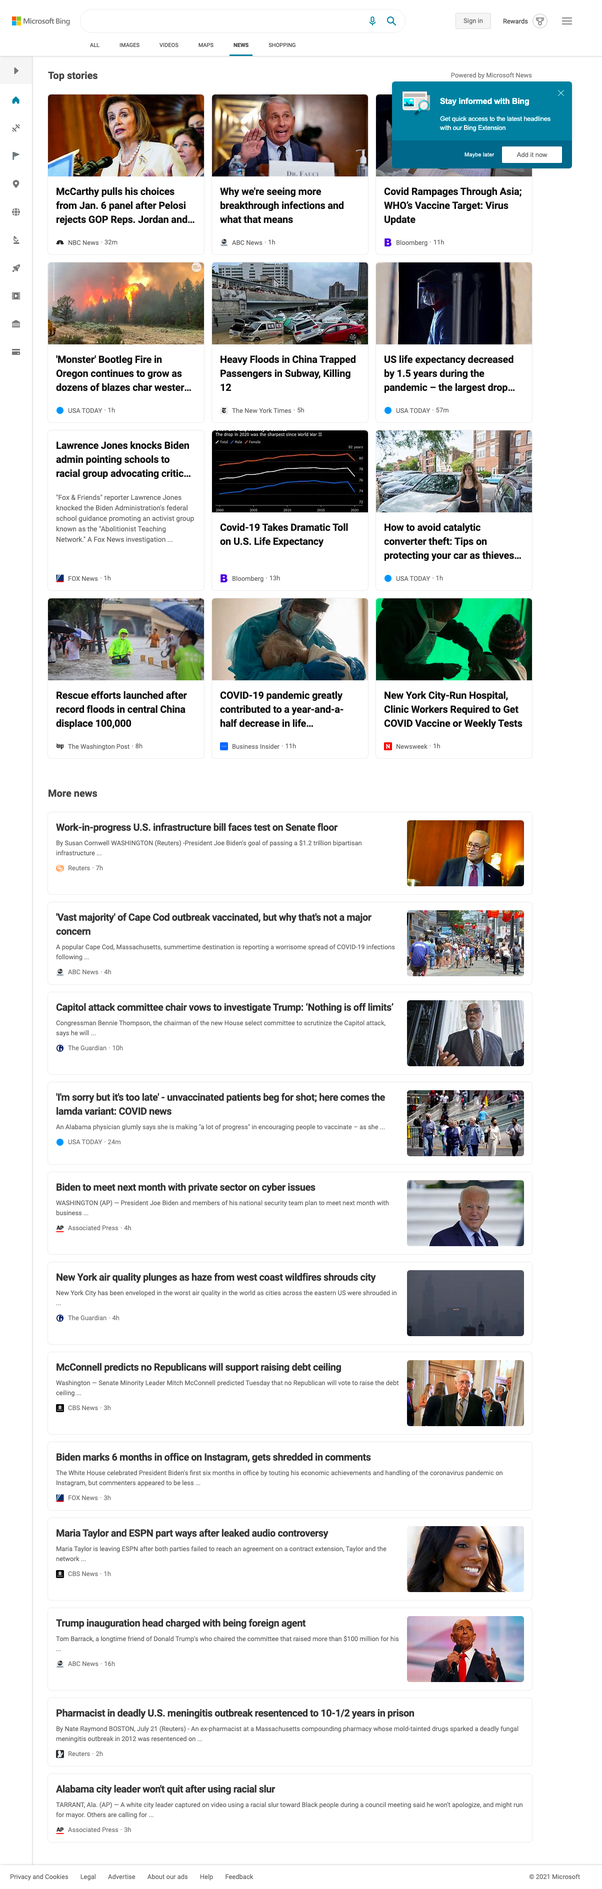 Microsoft Bing
Sign in
Rewards
ALL
IMAGES
VIDEOS
MAPS
NEWS
SHOPPING
Top stories
Powered by Microsoft News
Stay informed with Bing
Get quick access to the latest headlines
with our Bing Extension
Maybe later
Add it now
DR. FAUCI
McCarthy pulls his choices
from Jan. 6 panel after Pelosi
rejects GOP Reps. Jordan and...
NBC News · 32m
Why we're seeing more
breakthrough infections and
what that means
ABC News · 1h
Covid Rampages Through Asia;
WHO's Vaccine Target: Virus
Update
Bloomberg · 11h
'Monster' Bootleg Fire in
Oregon continues to grow as
dozens of blazes char wester...
USA TODAY · 1h
Heavy Floods in China Trapped
Passengers in Subway, Killing
12
The New York Times · 5h
US life expectancy decreased
by 1.5 years during the
pandemic – the largest drop...
USA TODAY · 57m
Lawrence Jones knocks Biden
admin pointing schools to
racial group advocating critic...
"Fox & Friends" reporter Lawrence Jones
knocked the Biden Administration's federal
school guidance promoting an activist group
known as the "Abolitionist Teaching
Network." A Fox News investigation ...
FOX News · 1h
The drop in 2020 was the sharpest since World War II
Total Male Female
82 years
80
78
76
74
72
2000
2005
2010
2015
2020
Covid-19 Takes Dramatic Toll
on U.S. Life Expectancy
Bloomberg · 13h
How to avoid catalytic
converter theft: Tips on
protecting your car as thieves...
USA TODAY · 1h
Rescue efforts launched after
record floods in central China
displace 100,000
wp The Washington Post · 8h
COVID-19 pandemic greatly
contributed to a year-and-a-
half decrease in life...
Business Insider · 11h
New York City-Run Hospital,
Clinic Workers Required to Get
COVID Vaccine or Weekly Tests
N Newsweek · 1h
More news
Work-in-progress U.S. infrastructure bill faces test on Senate floor
By Susan Cornwell WASHINGTON (Reuters) -President Joe Biden's goal of passing a $1.2 trillion bipartisan
infrastructure ...
Reuters · 7h
'Vast majority' of Cape Cod outbreak vaccinated, but why that's not a major
concern
A popular Cape Cod, Massachusetts, summertime destination is reporting a worrisome spread of COVID-19 infections
following ...
ABC News · 4h
Capitol attack committee chair vows to investigate Trump: 'Nothing is off limits'
Congressman Bennie Thompson, the chairman of the new House select committee to scrutinize the Capitol attack,
says he will ...
The Guardian · 10h
'I'm sorry but it's too late' - unvaccinated patients beg for shot; here comes the
lamda variant: COVID news
An Alabama physician glumly says she is making "a lot of progress" in encouraging people to vaccinate – as she ...
USA TODAY · 24m
Biden to meet next month with private sector on cyber issues
WASHINGTON (AP) — President Joe Biden and members of his national security team plan to meet next month with
business ...
AP Associated Press · 4h
New York air quality plunges as haze from west coast wildfires shrouds city
New York City has been enveloped in the worst air quality in the world as cities across the eastern US were shrouded in
...
The Guardian · 4h
McConnell predicts no Republicans will support raising debt ceiling
Washington — Senate Minority Leader Mitch McConnell predicted Tuesday that no Republican will vote to raise the debt
ceiling ...
CBS News · 3h
Biden marks 6 months in office on Instagram, gets shredded in comments
The White House celebrated President Biden's first six months in office by touting his economic achievements and handling of the coronavirus pandemic on
Instagram, but commenters appeared to be less ...
FOX News · 3h
Maria Taylor and ESPN part ways after leaked audio controversy
Maria Taylor is leaving ESPN after both parties failed to reach an agreement on a contract extension, Taylor and the
network ...
CBS News · 1h
Trump inauguration head charged with being foreign agent
Tom Barrack, a longtime friend of Donald Trump's who chaired the committee that raised more than $100 million for his
...
ABC News · 16h
Pharmacist in deadly U.S. meningitis outbreak resentenced to 10-1/2 years in prison
By Nate Raymond BOSTON, July 21 (Reuters) - An ex-pharmacist at a Massachusetts compounding pharmacy whose mold-tainted drugs sparked a deadly fungal
meningitis outbreak in 2012 was resentenced on ...
Reuters · 2h
Alabama city leader won't quit after using racial slur
TARRANT, Ala. (AP) — A white city leader captured on video using a racial slur toward Black people during a council meeting said he won't apologize, and might run
for mayor. Others are calling for ...
AP Associated Press · 3h
Privacy and Cookies
Legal
Advertise
About our ads
Help
Feedback
© 2021 Microsoft